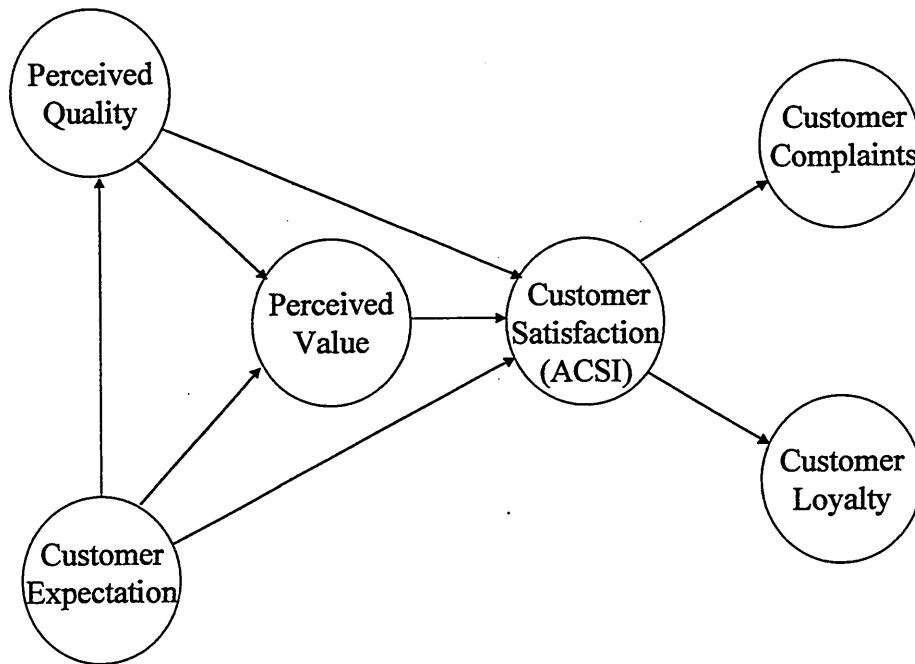 Perceived
Quality
Customer
Complaints
Perceived
Value
Customer
Satisfaction
(ACSI)
Customer
Loyalty
Customer
Expectation